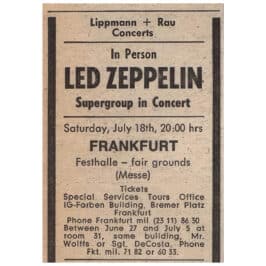 Lippmann + Rau
Concerts
In Person
LED ZEPPELIN
Supergroup in Concert
Saturday, July 18th, 20:00 hrs
FRANKFURT
Festhalle – fair grounds
(Messe)
Tickets
Special Services Tours Office
IG-Forben Building, Bremer Platz
Frankfurt
Phone Frankfurt mil (23 11) 86 30
Between June 27 and July 5 at
room 31, same building, Mr.
Wolffs or Sgt. DeCosta, Phone
Fkt. mil. 71 82 or 60 33.